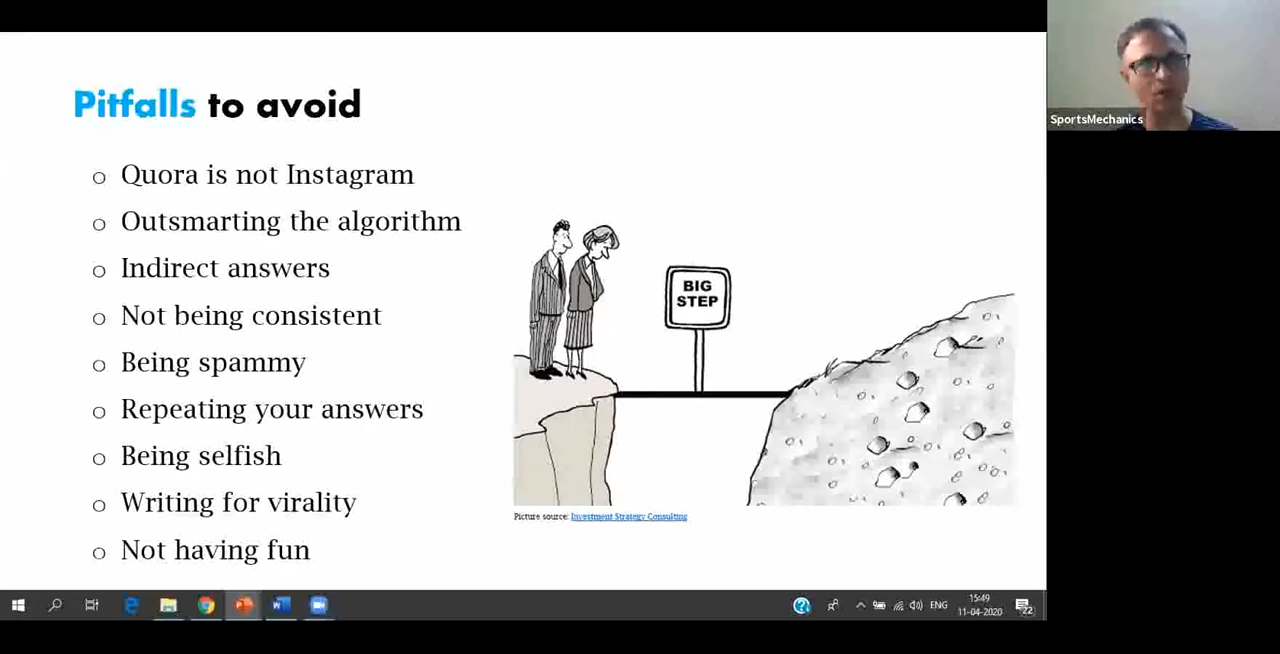 Pitfalls to avoid
SportsMechanics
o Quora is not Instagram
o Outsmarting the algorithm
o Indirect answers
o Not being consistent
o Being spammy
o Repeating your answers
o Being selfish
o Writing for virality
o Not having fun
BIG
STEP
Picture source: Investment Strategy Consulting
ENG
15:49
11-04-2020
22